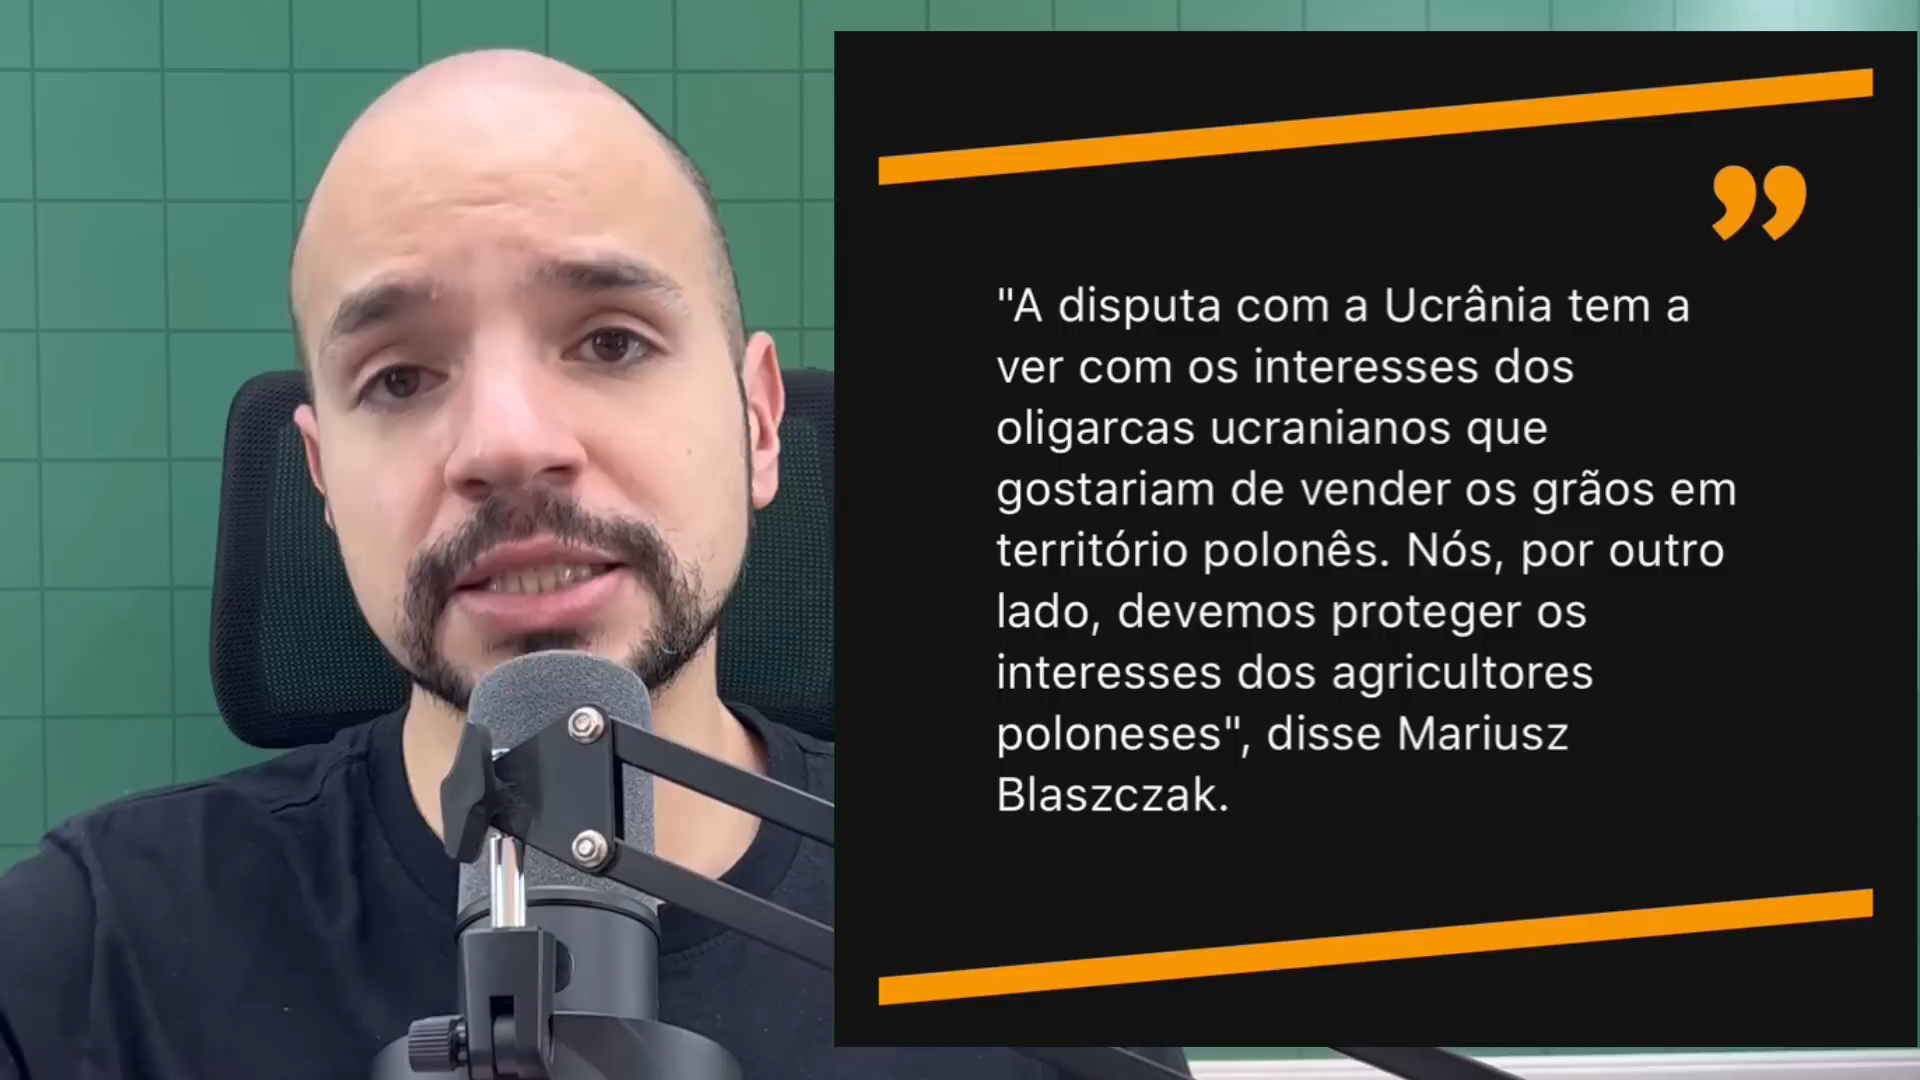 "A disputa com a Ucrânia tem a
ver com os interesses dos
oligarcas ucranianos que
gostariam de vender os grãos em
território polonês. Nós, por outro
lado, devemos proteger os
interesses dos agricultores
poloneses", disse Mariusz
Blaszczak.